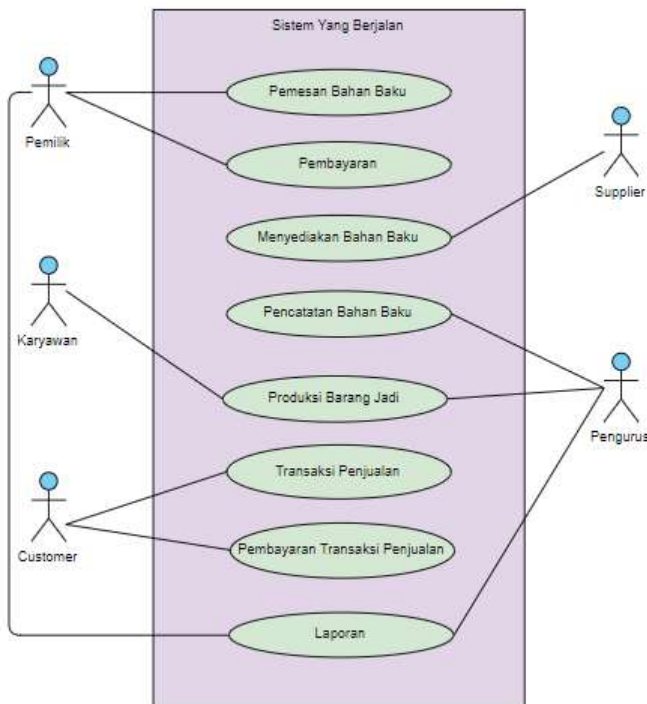 Sistem Yang Berjalan
Pemesan Bahan Baku
Pemilik
Pembayaran
Supplier
Menyediakan Bahan Baku
Pencatatan Bahan Baku
Karyawan
Produksi Barang Jadi
Pengurus
Transaksi Penjualan
Customer
Pembayaran Transaksi Penjualan
Laporan